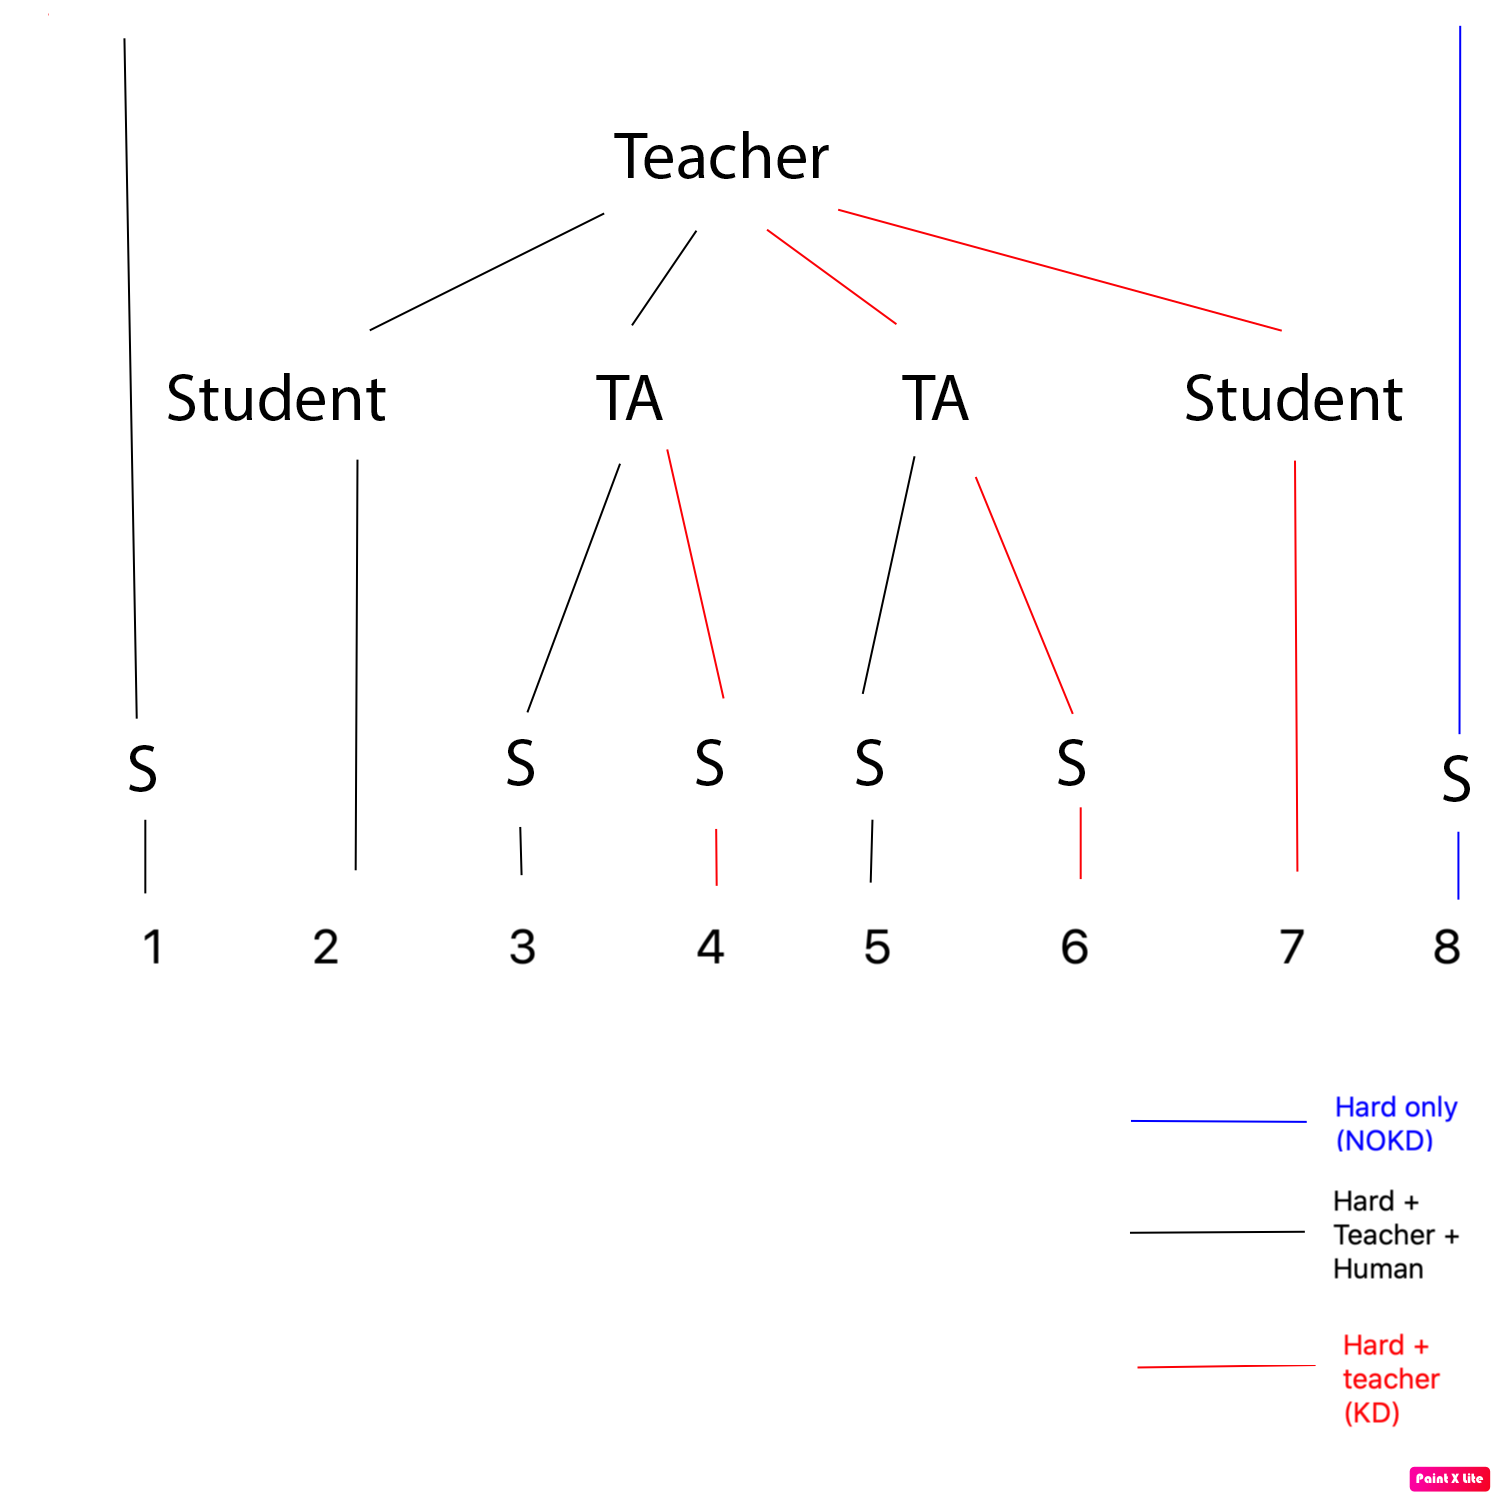 Teacher
Student TA TA Student
S S S S S S
1 2 3 4 5 6 7 8
Hard only
(NOKD)
Hard +
Teacher +
Human
Hard +
teacher
(KD)
Paint X Lite